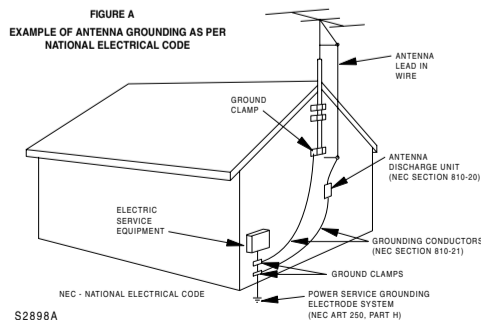 FIGURE A
EXAMPLE OF ANTENNA GROUNDING AS PER
NATIONAL ELECTRICAL CODE
ANTENNA
LEAD IN
WIRE
GROUND
CLAMP
ANTENNA
DISCHARGE UNIT
(NEC SECTION 810-20)
ELECTRIC
SERVICE
EQUIPMENT
GROUNDING CONDUCTORS
(NEC SECTION 810-21)
GROUND CLAMPS
NEC - NATIONAL ELECTRICAL CODE
POWER SERVICE GROUNDING
ELECTRODE SYSTEM
(NEC ART 250, PART H)
S2898A